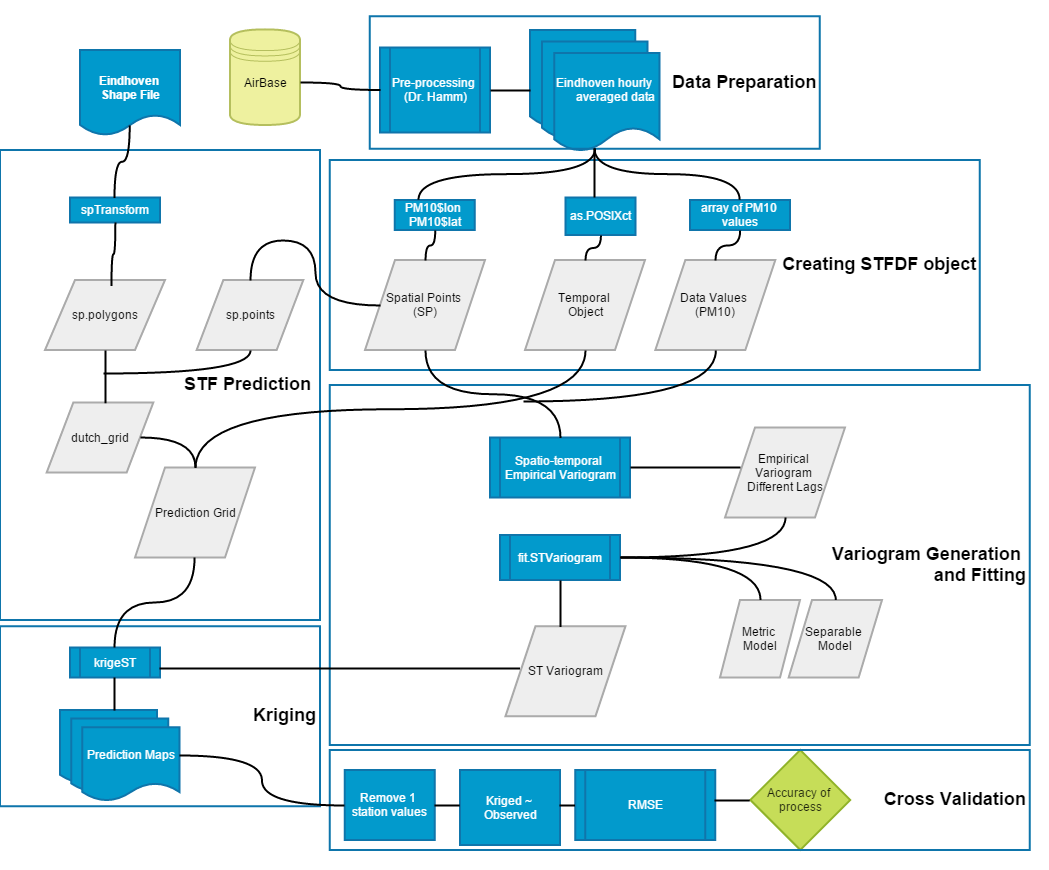 Eindhoven
Shape File
AirBase
Pre-processing
(Dr. Hamm)
Eindhoven hourly
averaged data
Data Preparation
spTransform
PM10$lon
PM10$lat
as.POSIXct
array of PM10
values
Creating STFDF object
sp.polygons
sp.points
Spatial Points
(SP)
Temporal
Object
Data Values
(PM10)
STF Prediction
dutch_grid
Prediction Grid
Spatio-temporal
Empirical Variogram
Empirical
Variogram
Different Lags
fit.STVariogram
Variogram Generation
and Fitting
Metric
Model
Separable
Model
ST Variogram
krigeST
Kriging
Prediction Maps
Remove 1
station values
Kriged ~
Observed
RMSE
Accuracy of
process
Cross Validation